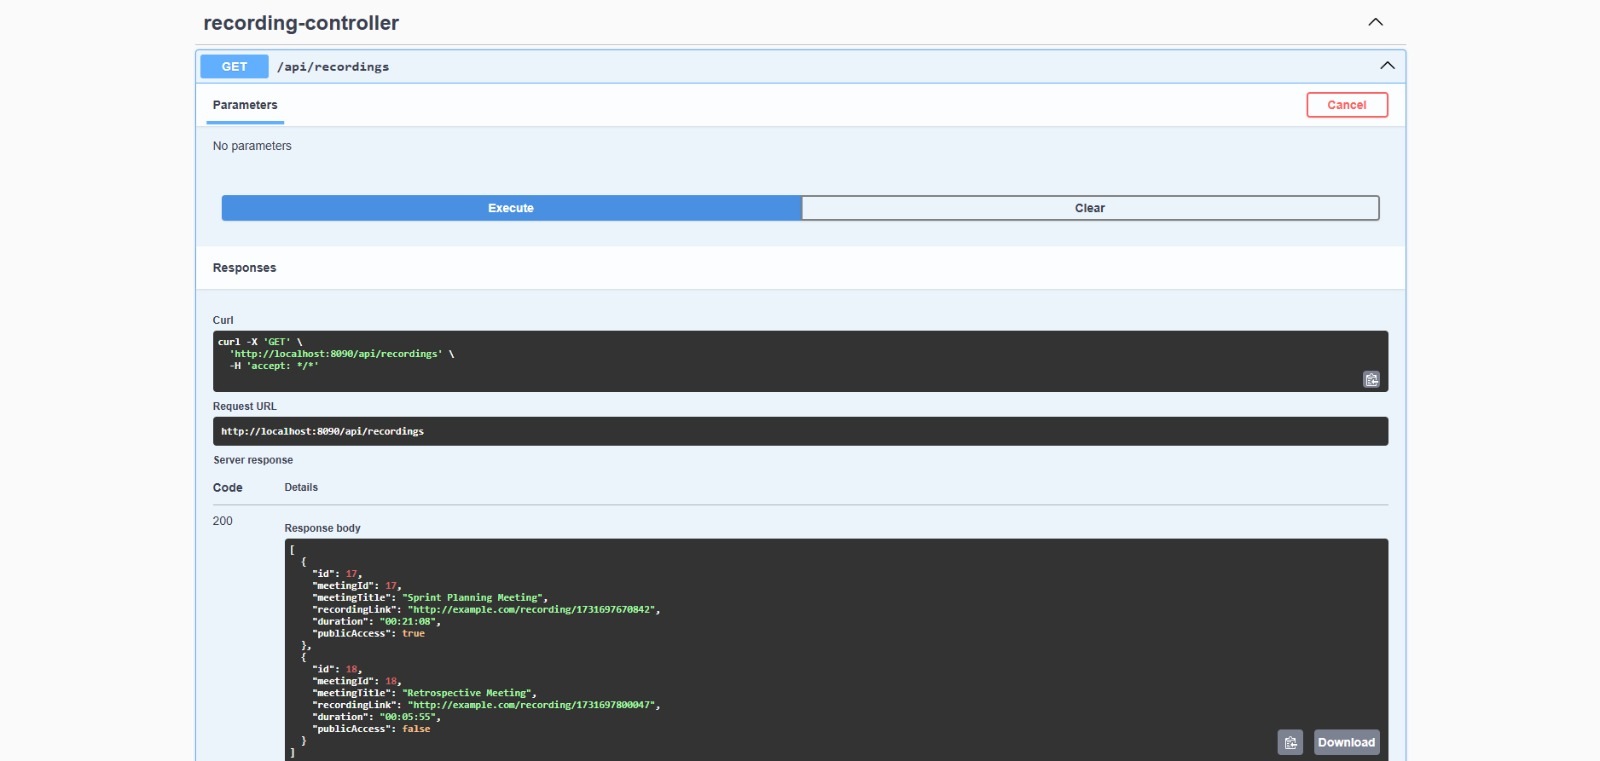 recording-controller
GET /api/recordings
Parameters
Cancel
No parameters
Execute
Clear
Responses
Curl
curl -X 'GET' \
  'http://localhost:8090/api/recordings' \
  -H 'accept: */*'
Request URL
http://localhost:8090/api/recordings
Server response
Code Details
200
Response body
[
  {
    "id": 17,
    "meetingId": 17,
    "meetingTitle": "Sprint Planning Meeting",
    "recordingLink": "http://example.com/recording/1731697670842",
    "duration": "00:21:08",
    "publicAccess": true
  },
  {
    "id": 18,
    "meetingId": 18,
    "meetingTitle": "Retrospective Meeting",
    "recordingLink": "http://example.com/recording/1731697800047",
    "duration": "00:05:55",
    "publicAccess": false
  }
]
Download